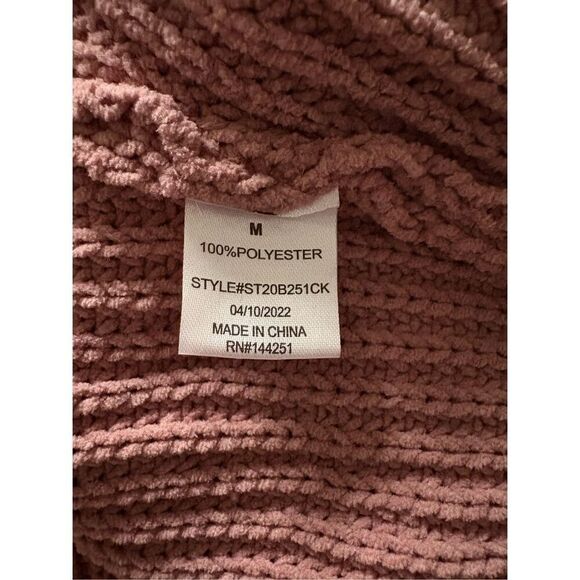 M
100%POLYESTER
STYLE#ST20B251CK
04/10/2022
MADE IN CHINA
RN#144251